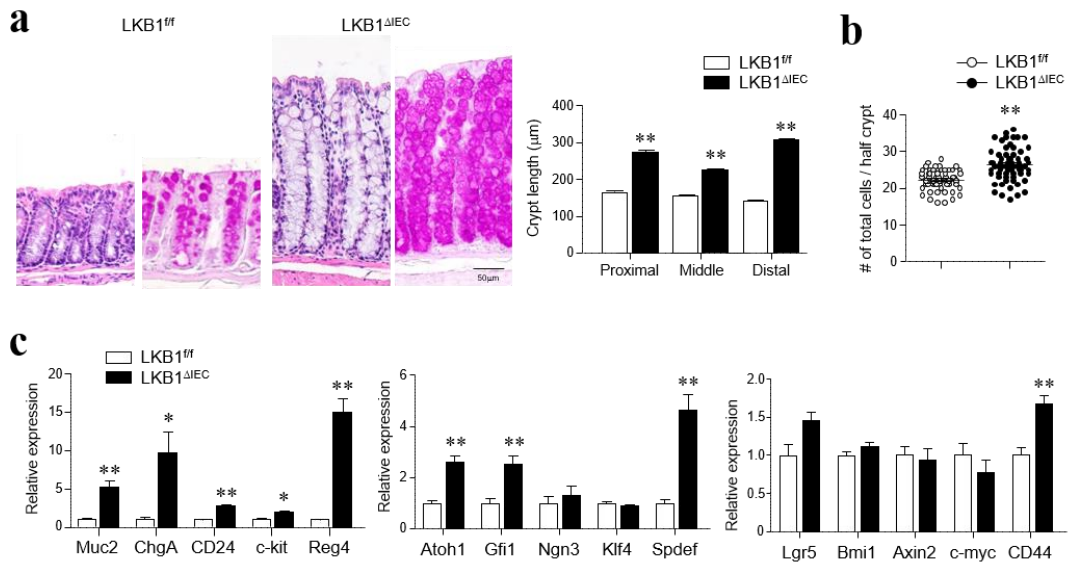 a
LKB1f/f
LKB1ΔIEC
50μm
LKB1f/f
LKB1ΔIEC
Crypt length (μm)
400
300
200
100
0
**
**
**
Proximal Middle Distal
b
LKB1f/f
LKB1ΔIEC
# of total cells / half crypt
40
30
20
10
0
**
c
LKB1f/f
LKB1ΔIEC
Relative expression
20
15
10
5
0
**
*
**
*
**
Muc2 ChgA CD24 c-kit Reg4
Relative expression
6
4
2
0
**
**
**
Atoh1 Gfi1 Ngn3 Klf4 Spdef
Relative expression
2.0
1.5
1.0
0.5
0.0
**
Lgr5 Bmi1 Axin2 c-myc CD44